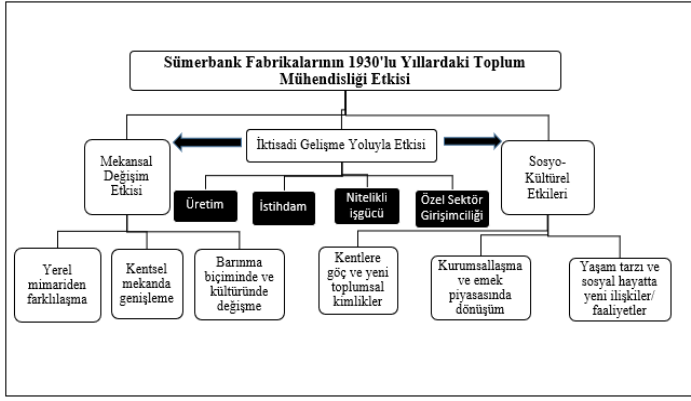 Sümerbank Fabrikalarının 1930'lu Yıllardaki Toplum
Mühendisliği Etkisi
Mekansal
Değişim
Etkisi
İktisadi Gelişme Yoluyla Etkisi
Sosyo-
Kültürel
Etkileri
Üretim
İstihdam
Nitelikli
işgücü
Özel Sektör
Girişimciliği
Yerel
mimariden
farklılaşma
Kentsel
mekanda
genişleme
Barınma
biçiminde ve
kültüründe
değişme
Kentlere
göç ve yeni
toplumsal
kimlikler
Kurumsallaşma
ve emek
piyasasında
dönüşüm
Yaşam tarzı ve
sosyal hayatta
yeni ilişkiler/
faaliyetler